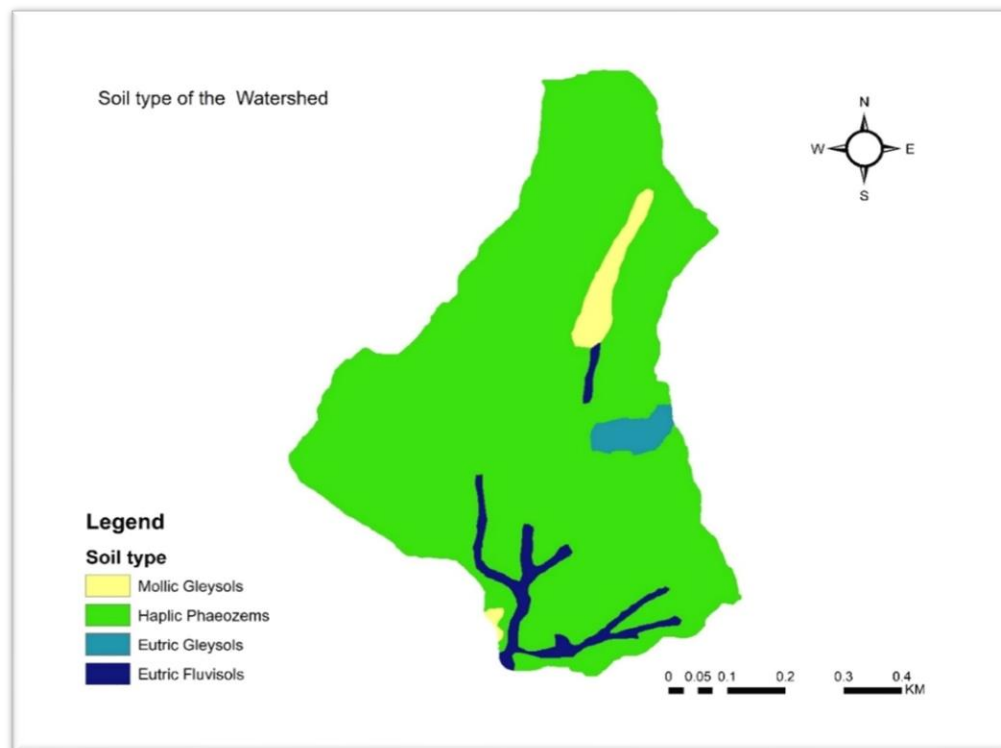 Soil type of the Watershed
N
W E
S
Legend
Soil type
Mollic Gleysols
Haplic Phaeozems
Eutric Gleysols
Eutric Fluvisols
0 0.05 0.1 0.2 0.3 0.4
KM